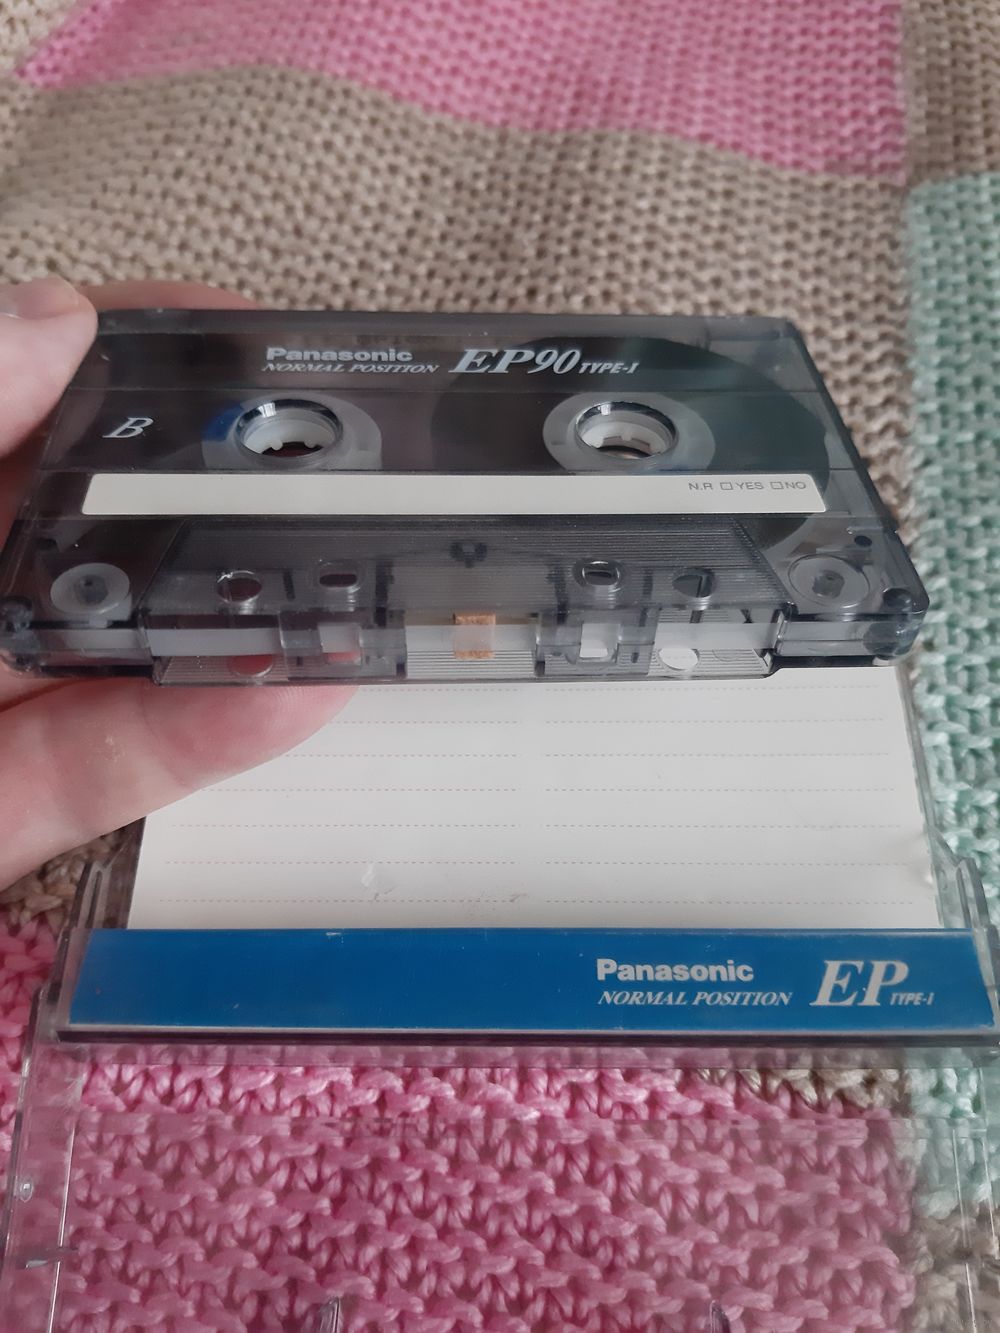 Panasonic EP90 TYPE-I
NORMAL POSITION
B
N.R □ YES □ NO
Panasonic EP TYPE-I
NORMAL POSITION